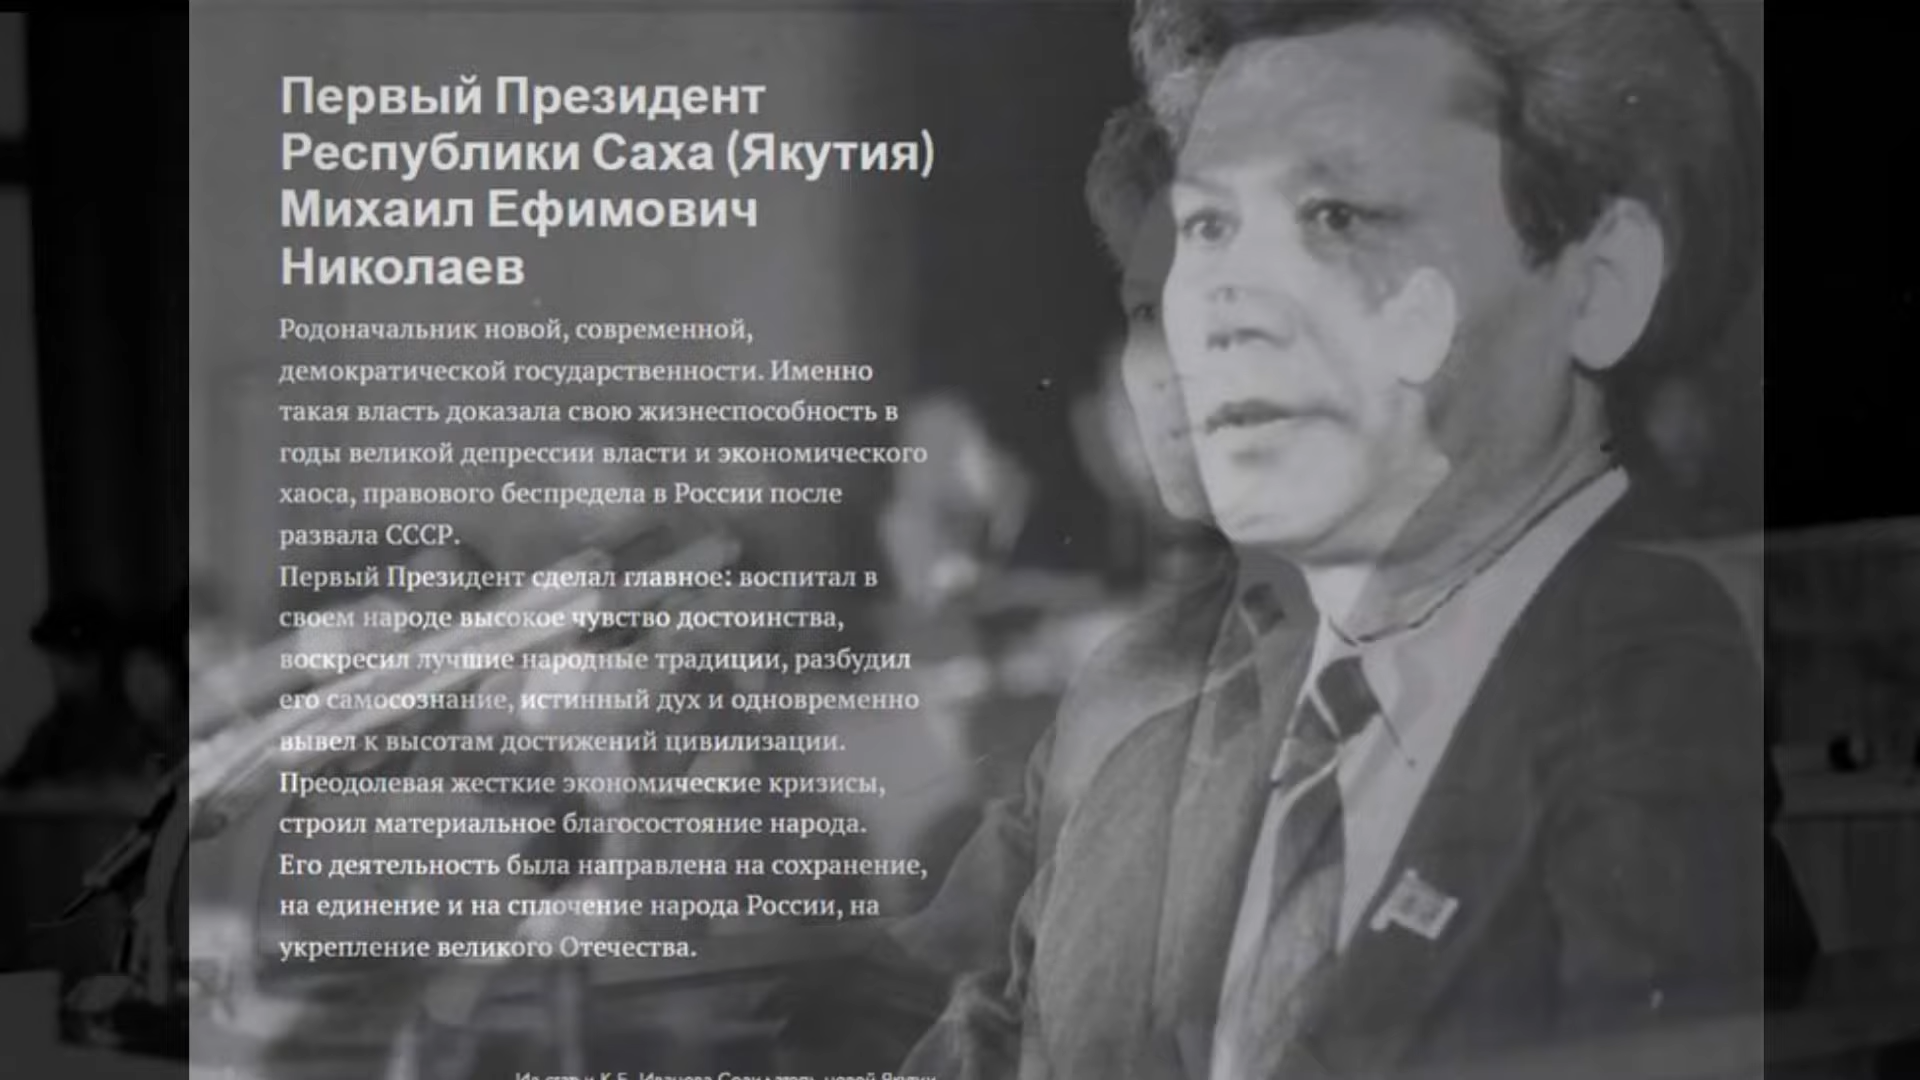 Первый Президент
Республики Саха (Якутия)
Михаил Ефимович
Николаев
Родоначальник новой, современной,
демократической государственности. Именно
такая власть доказала свою жизнеспособность в
годы великой депрессии власти и экономического
хаоса, правового беспредела в России после
развала СССР.
Первый Президент сделал главное: воспитал в
своем народе высокое чувство достоинства,
воскресил лучшие народные традиции, разбудил
его самосознание, истинный дух и одновременно
вывел к высотам достижений цивилизации.
Преодолевая жесткие экономические кризисы,
строил материальное благосостояние народа.
Его деятельность была направлена на сохранение,
на единение и на сплочение народа России, на
укрепление великого Отечества.